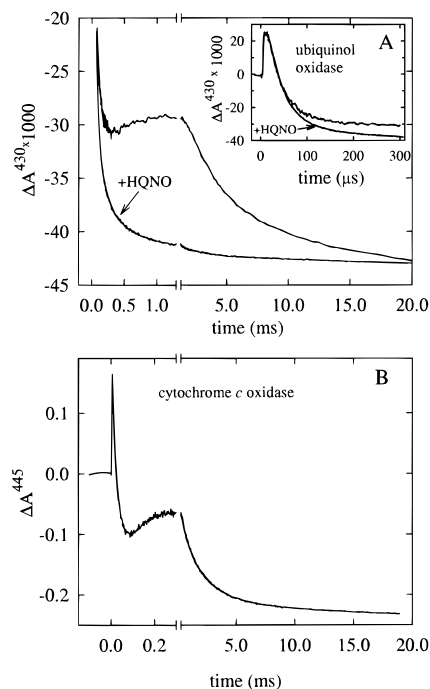 -20
-25
-30
-35
-40
-45
ΔA⁴³⁰x1000
+HQNO
0.0 0.5 1.0 5.0 10.0 15.0 20.0
time (ms)
A
ubiquinol
oxidase
20
0
-20
-40
ΔA⁴³⁰ x 1000
+HQNO
0 100 200 300
time (μs)
B
cytochrome c oxidase
0.1
0.0
-0.1
-0.2
ΔA⁴⁴⁵
0.0 0.2 5.0 10.0 15.0 20.0
time (ms)